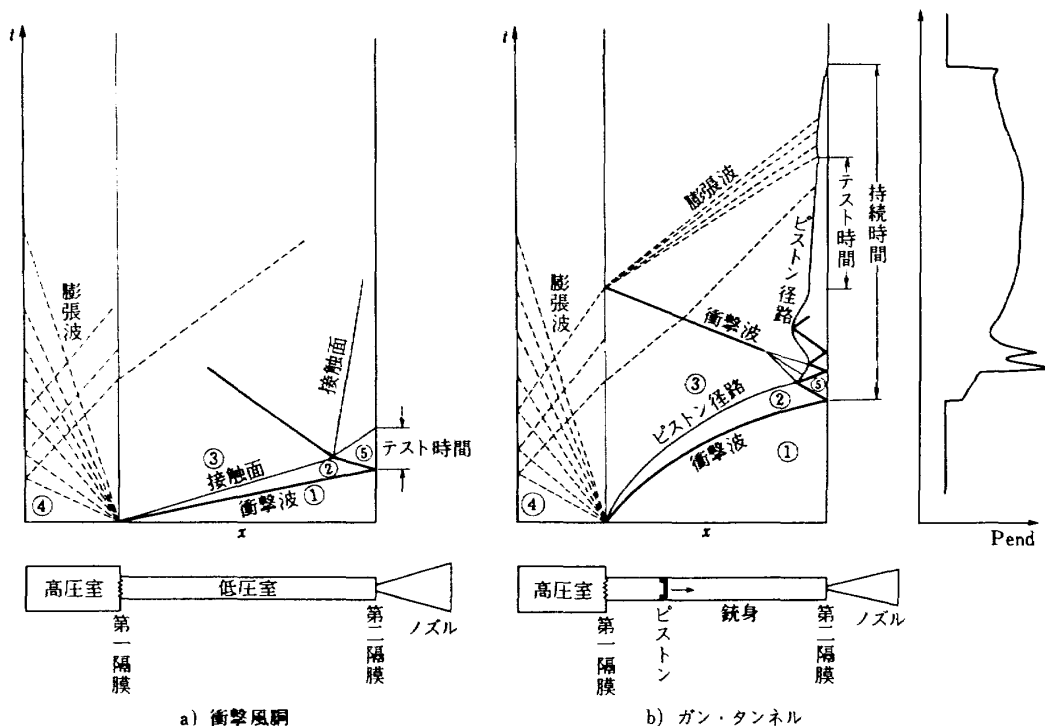 t
膨張波
接触面
③
接触面
②
⑤
テスト時間
衝撃波
①
④
x
高圧室
低圧室
第一隔膜
第二隔膜
ノズル
a) 衝撃風胴
t
膨張波
膨張波
テスト時間
持続時間
ピストン径路
衝撃波
③
ピストン径路
②
⑤
衝撃波
①
④
x
高圧室
ピストン
銃身
第一隔膜
第二隔膜
ノズル
b) ガン・タンネル
Pend